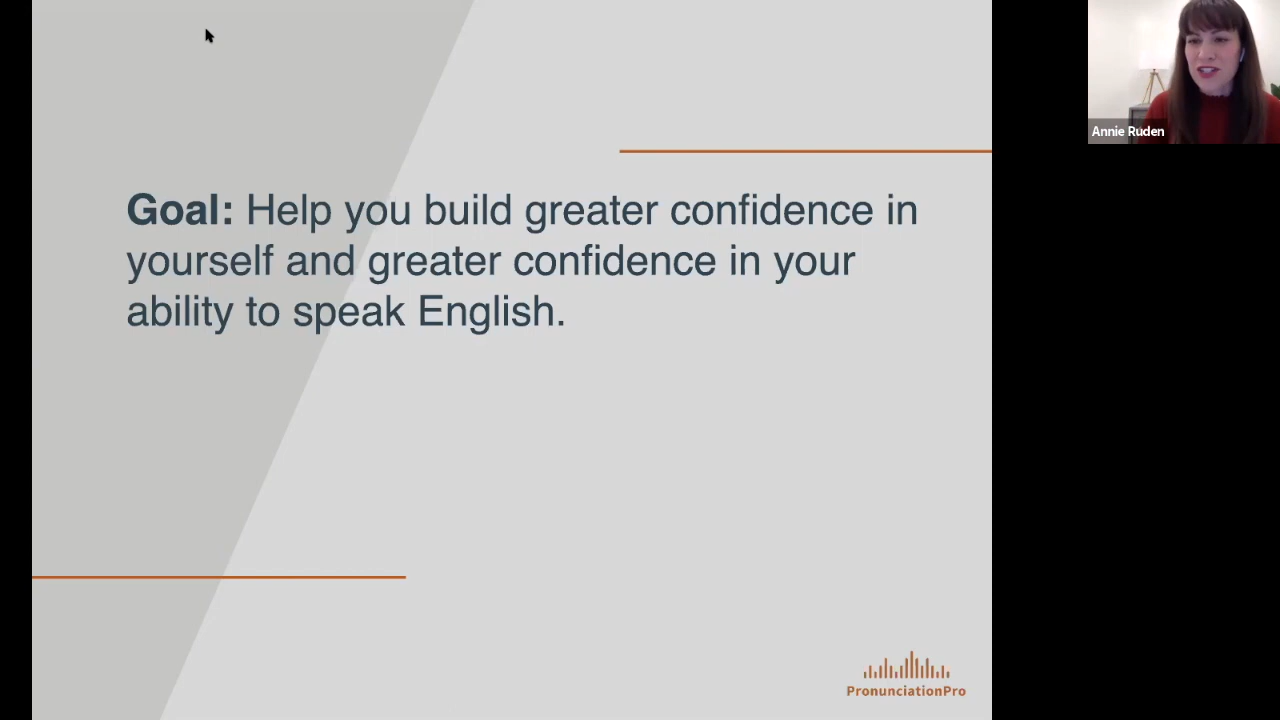 Annie Ruden
Goal: Help you build greater confidence in
yourself and greater confidence in your
ability to speak English.
PronunciationPro